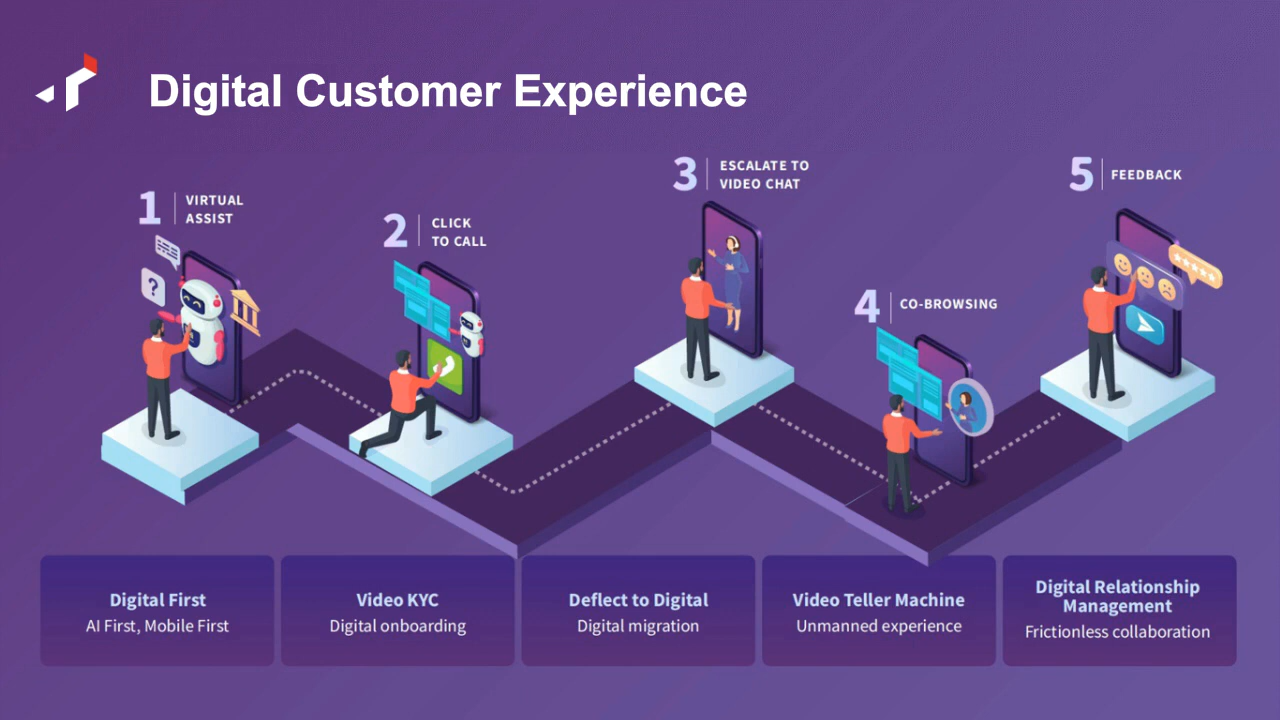 Digital Customer Experience
1
VIRTUAL
ASSIST
?
2
CLICK
TO CALL
3
ESCALATE TO
VIDEO CHAT
4
CO-BROWSING
5
FEEDBACK
Digital First
AI First, Mobile First
Video KYC
Digital onboarding
Deflect to Digital
Digital migration
Video Teller Machine
Unmanned experience
Digital Relationship
Management
Frictionless collaboration